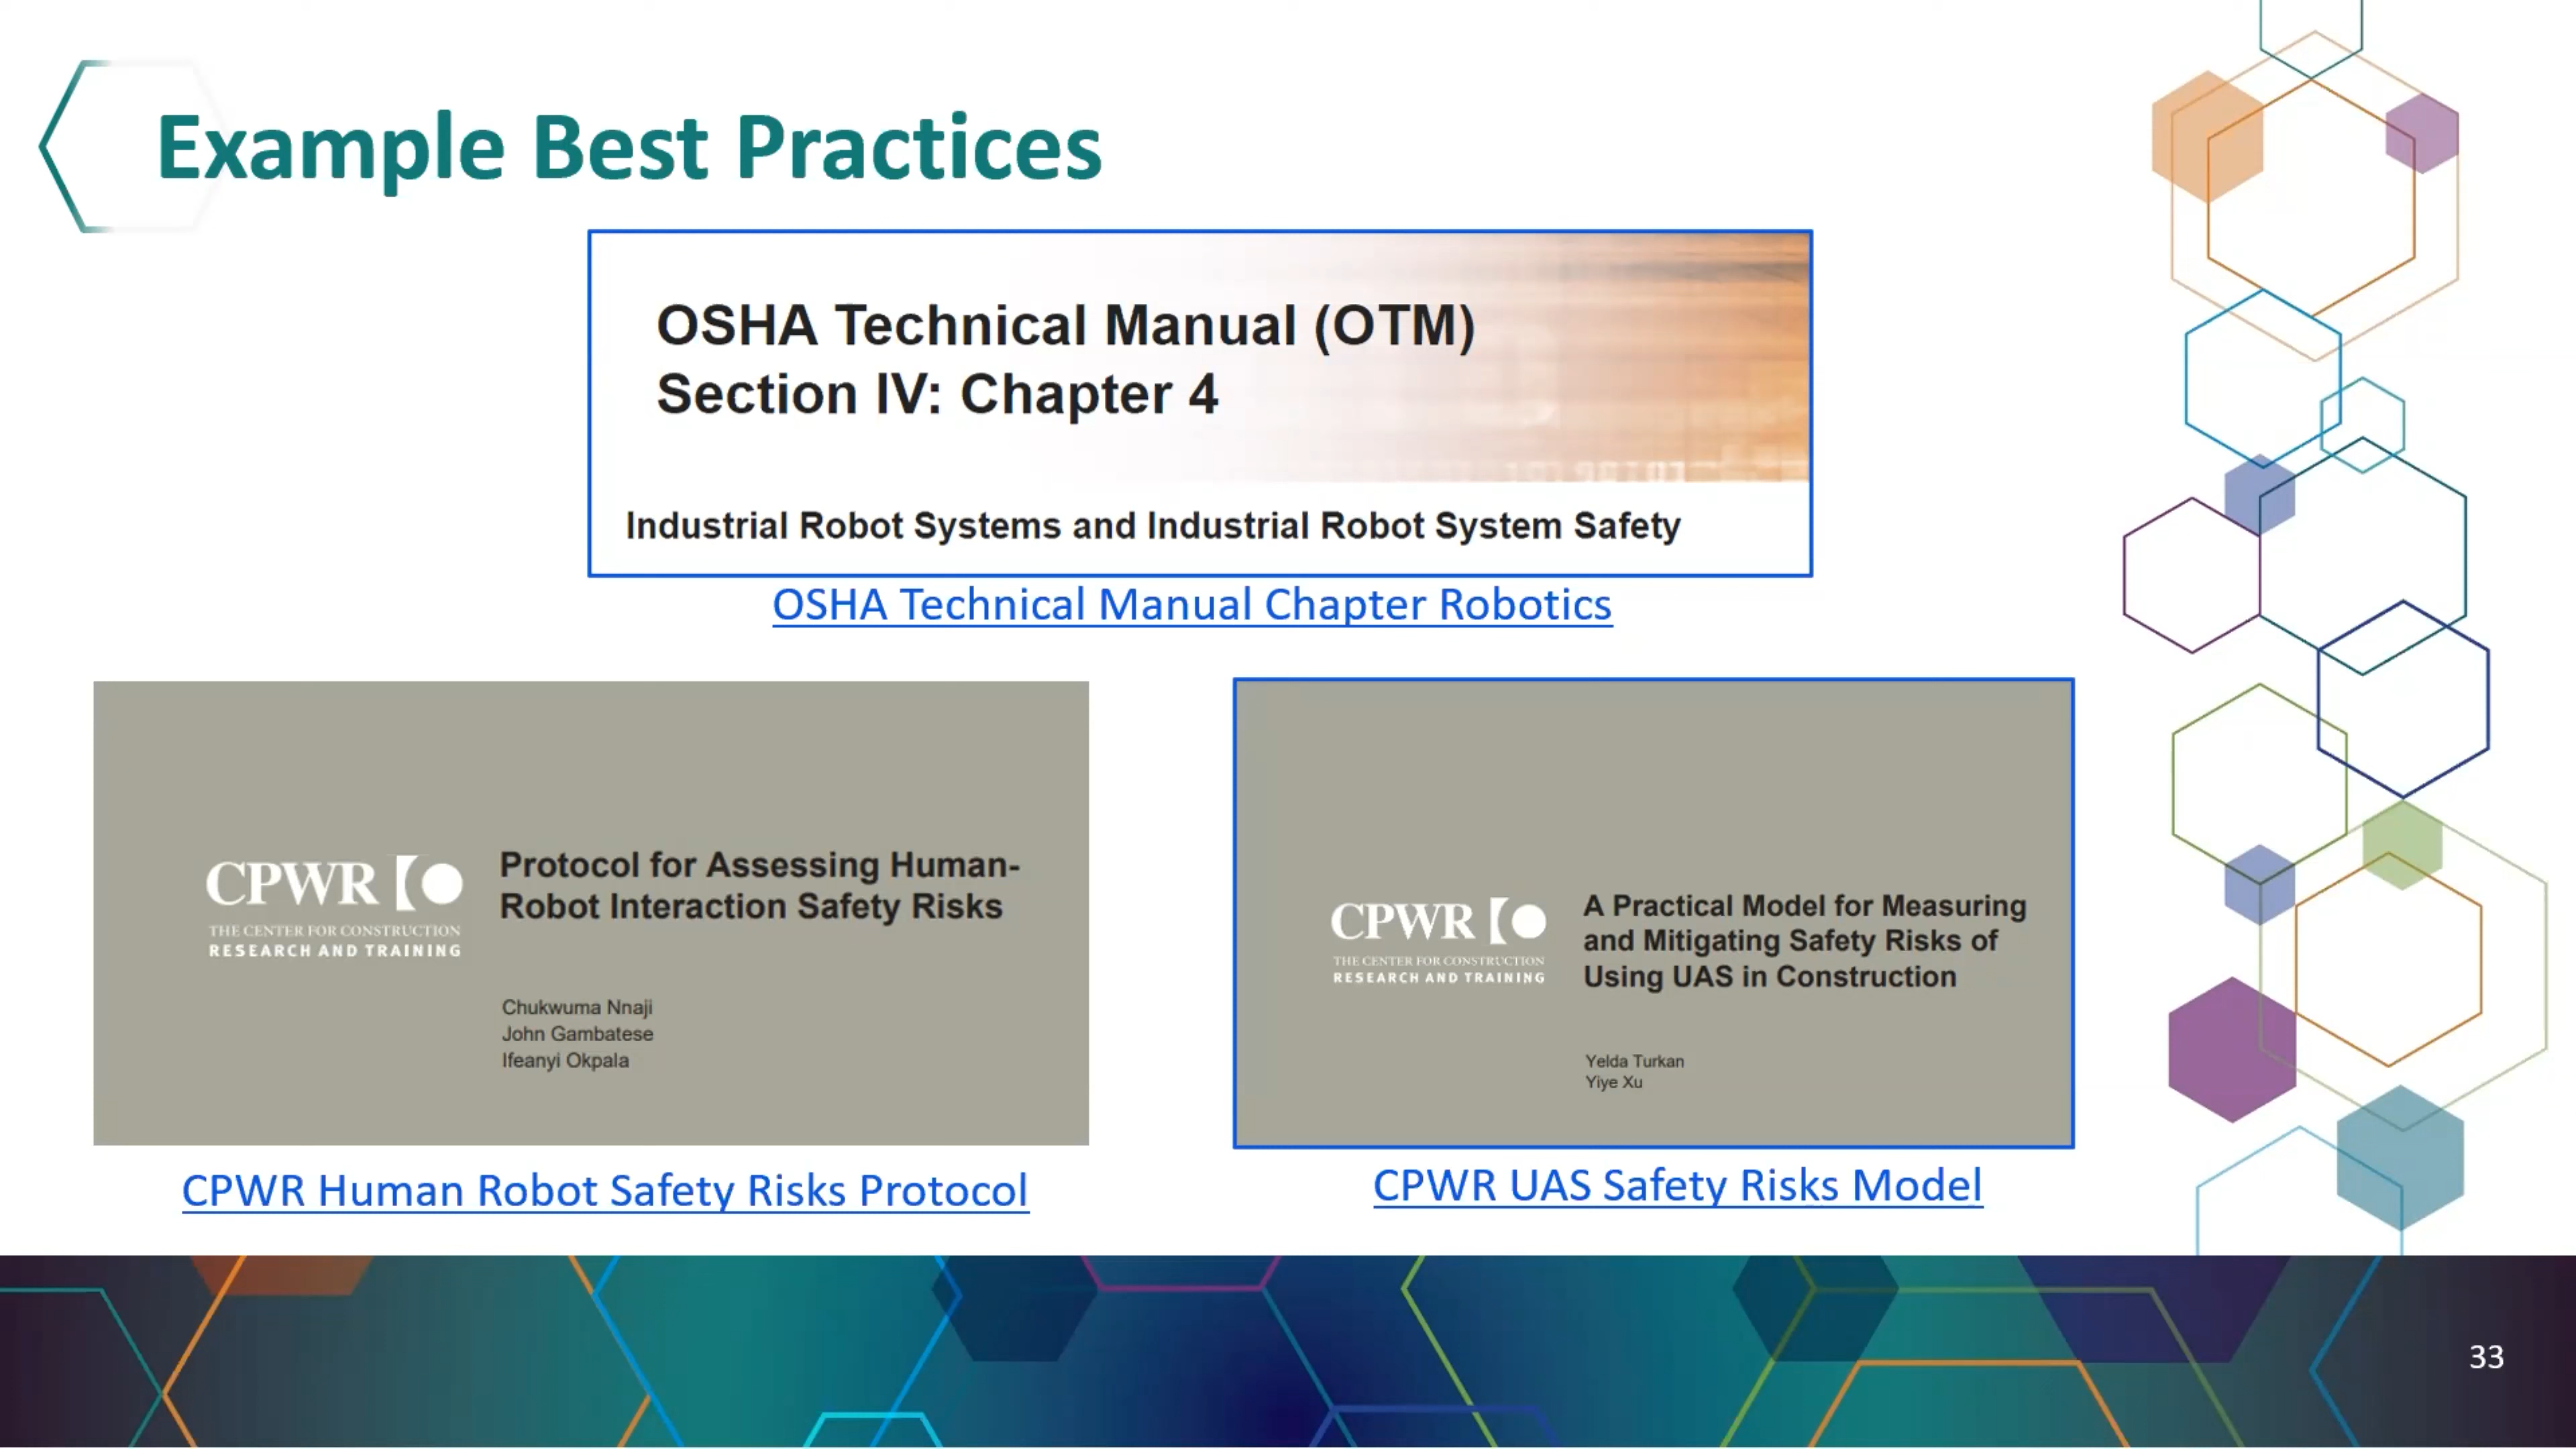 Example Best Practices
OSHA Technical Manual (OTM)
Section IV: Chapter 4
Industrial Robot Systems and Industrial Robot System Safety
OSHA Technical Manual Chapter Robotics
CPWR
THE CENTER FOR CONSTRUCTION
RESEARCH AND TRAINING
Protocol for Assessing Human-
Robot Interaction Safety Risks
Chukwuma Nnaji
John Gambatese
Ifeanyi Okpala
CPWR Human Robot Safety Risks Protocol
CPWR
THE CENTER FOR CONSTRUCTION
RESEARCH AND TRAINING
A Practical Model for Measuring
and Mitigating Safety Risks of
Using UAS in Construction
Yelda Turkan
Yiye Xu
CPWR UAS Safety Risks Model
33